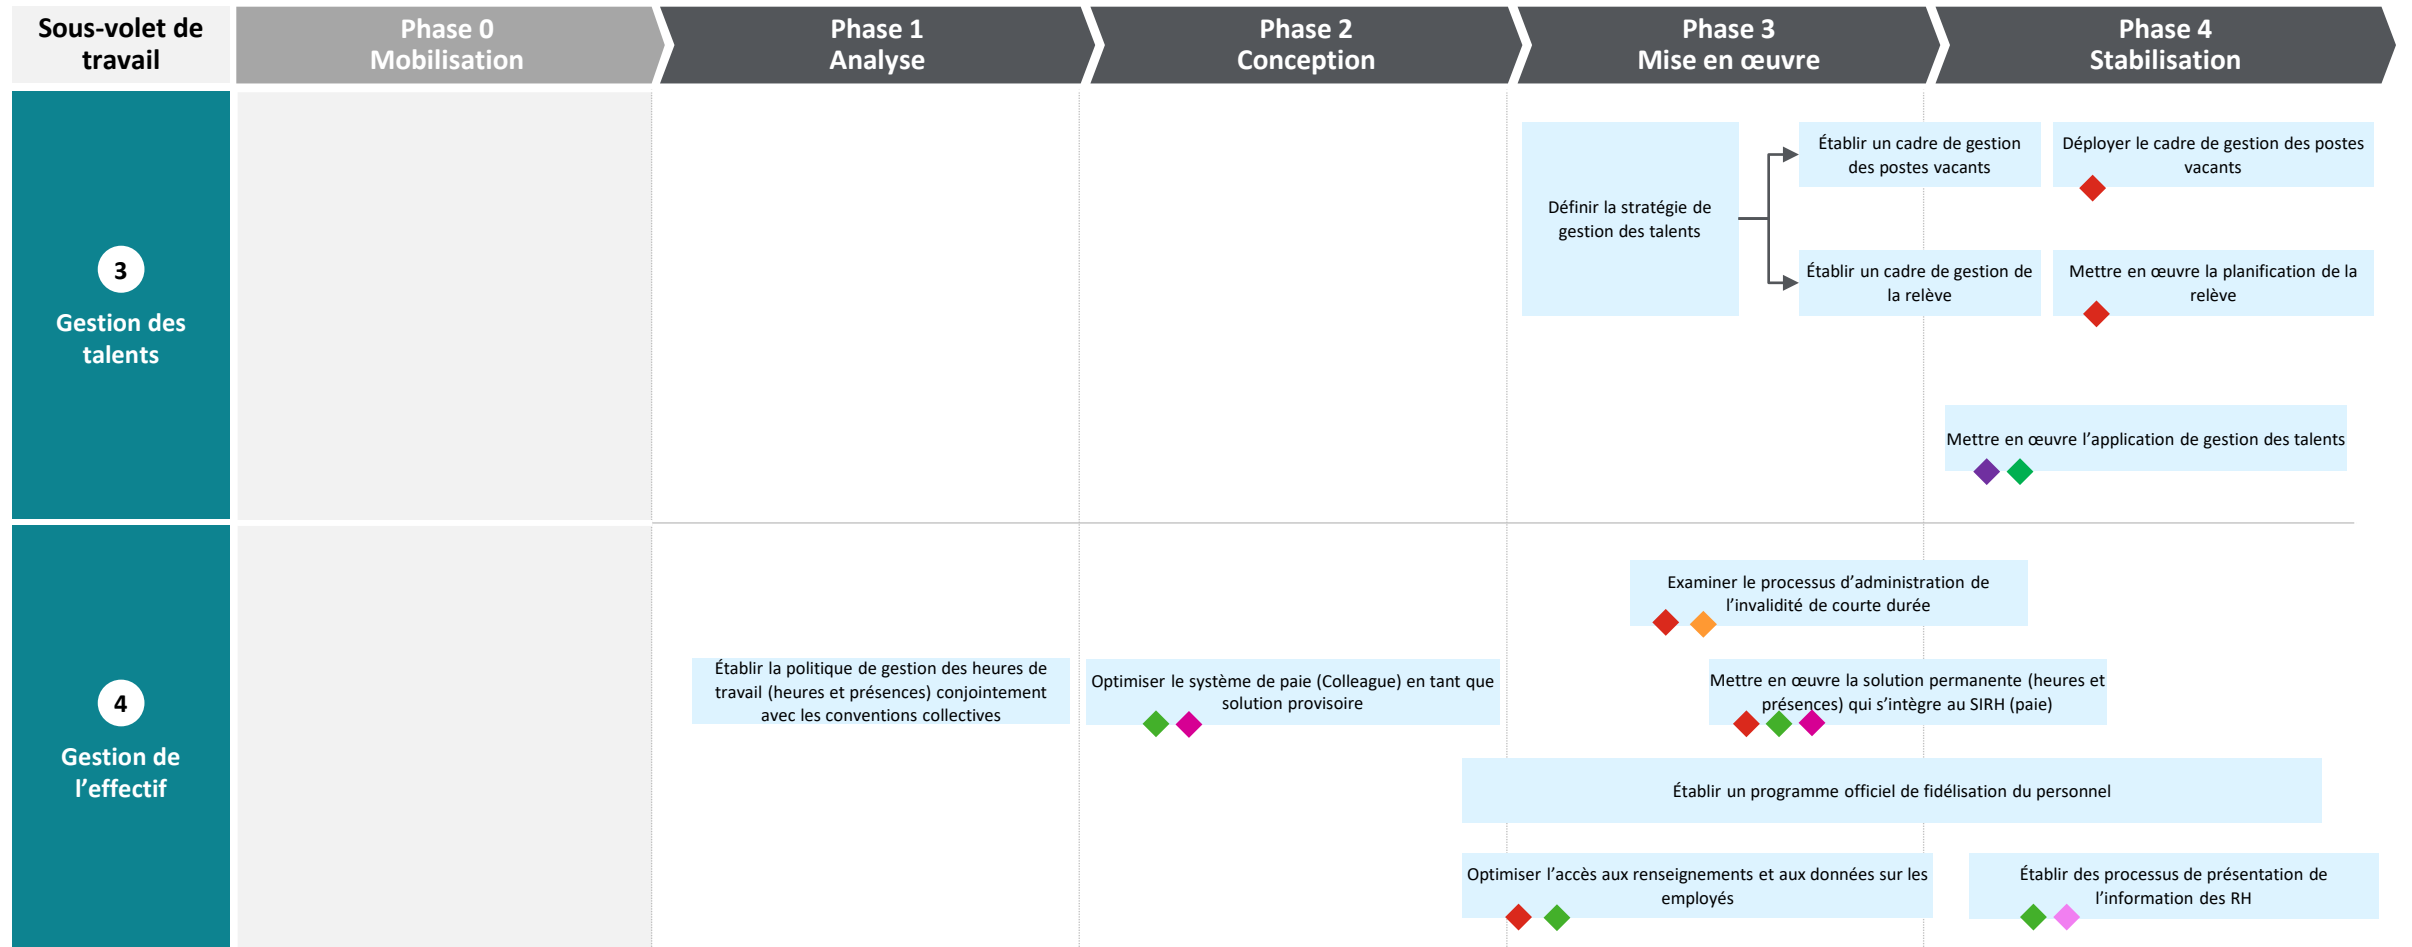 Sous-volet de
travail
Phase 0
Mobilisation
Phase 1
Analyse
Phase 2
Conception
Phase 3
Mise en œuvre
Phase 4
Stabilisation
3
Gestion des
talents
Définir la stratégie de
gestion des talents
Établir un cadre de gestion
des postes vacants
Déployer le cadre de gestion des postes
vacants
Établir un cadre de gestion de
la relève
Mettre en œuvre la planification de la
relève
Mettre en œuvre l’application de gestion des talents
4
Gestion de
l’effectif
Examiner le processus d’administration de
l’invalidité de courte durée
Établir la politique de gestion des heures de
travail (heures et présences) conjointement
avec les conventions collectives
Optimiser le système de paie (Colleague) en tant que
solution provisoire
Mettre en œuvre la solution permanente (heures et
présences) qui s’intègre au SIRH (paie)
Établir un programme officiel de fidélisation du personnel
Optimiser l’accès aux renseignements et aux données sur les
employés
Établir des processus de présentation de
l’information des RH